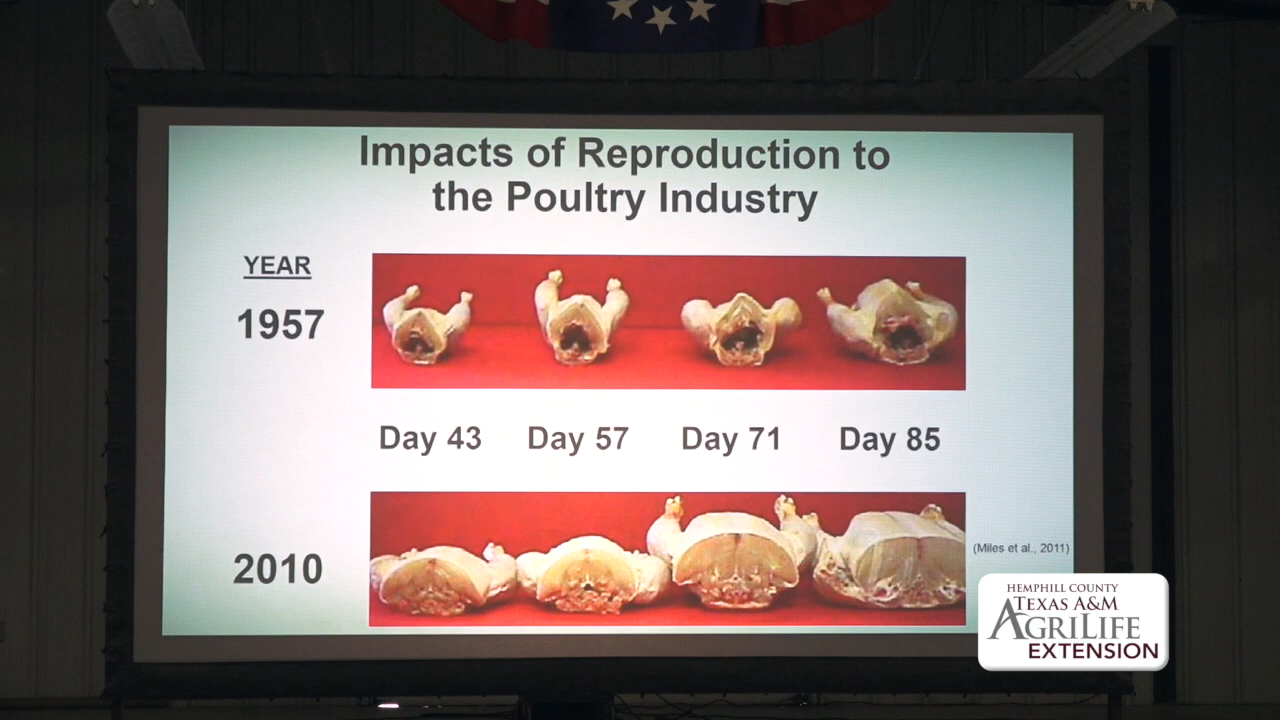 Impacts of Reproduction to
the Poultry Industry
YEAR
1957
Day 43 Day 57 Day 71 Day 85
2010
(Miles et al., 2011)
HEMPHILL COUNTY
TEXAS A&M
AGRILIFE
EXTENSION